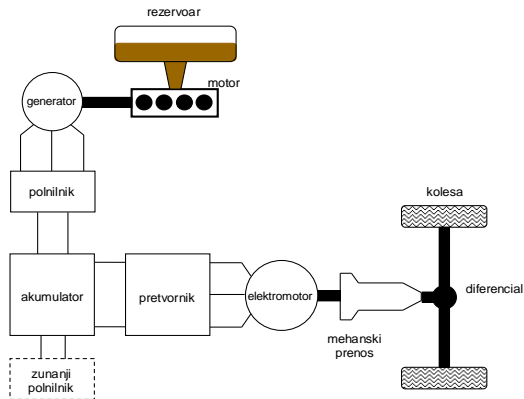 rezervoar
motor
generator
polnilnik
kolesa
akumulator
pretvornik
elektromotor
diferencial
mehanski
prenos
zunanji
polnilnik